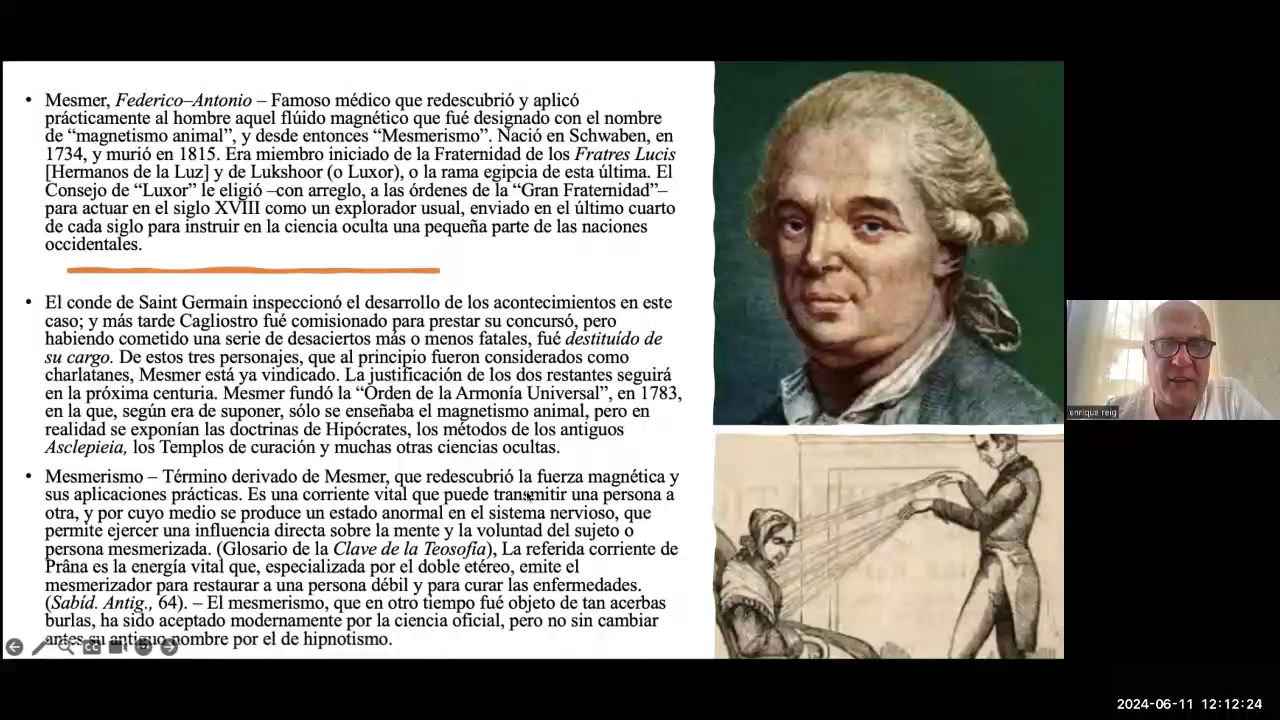 • Mesmer, Federico–Antonio – Famoso médico que redescubrió y aplicó
prácticamente al hombre aquel flúido magnético que fué designado con el nombre
de “magnetismo animal”, y desde entonces “Mesmerismo”. Nació en Schwaben, en
1734, y murió en 1815. Era miembro iniciado de la Fraternidad de los Fratres Lucis
[Hermanos de la Luz] y de Lukshoor (o Luxor), o la rama egipcia de esta última. El
Consejo de “Luxor” le eligió –con arreglo, a las órdenes de la “Gran Fraternidad”–
para actuar en el siglo XVIII como un explorador usual, enviado en el último cuarto
de cada siglo para instruir en la ciencia oculta una pequeña parte de las naciones
occidentales.
• El conde de Saint Germain inspeccionó el desarrollo de los acontecimientos en este
caso; y más tarde Cagliostro fué comisionado para prestar su concursó, pero
habiendo cometido una serie de desaciertos más o menos fatales, fué destituído de
su cargo. De estos tres personajes, que al principio fueron considerados como
charlatanes, Mesmer está ya vindicado. La justificación de los dos restantes seguirá
en la próxima centuria. Mesmer fundó la “Orden de la Armonía Universal”, en 1783,
en la que, según era de suponer, sólo se enseñaba el magnetismo animal, pero en
realidad se exponían las doctrinas de Hipócrates, los métodos de los antiguos
Asclepieia, los Templos de curación y muchas otras ciencias ocultas.
• Mesmerismo – Término derivado de Mesmer, que redescubrió la fuerza magnética y
sus aplicaciones prácticas. Es una corriente vital que puede transmitir una persona a
otra, y por cuyo medio se produce un estado anormal en el sistema nervioso, que
permite ejercer una influencia directa sobre la mente y la voluntad del sujeto o
persona mesmerizada. (Glosario de la Clave de la Teosofía), La referida corriente de
Prâna es la energía vital que, especializada por el doble etéreo, emite el
mesmerizador para restaurar a una persona débil y para curar las enfermedades.
(Sabíd. Antig., 64). – El mesmerismo, que en otro tiempo fué objeto de tan acerbas
burlas, ha sido aceptado modernamente por la ciencia oficial, pero no sin cambiar
antes su antiguo nombre por el de hipnotismo.
enrique reig
2024-06-11 12:12:24